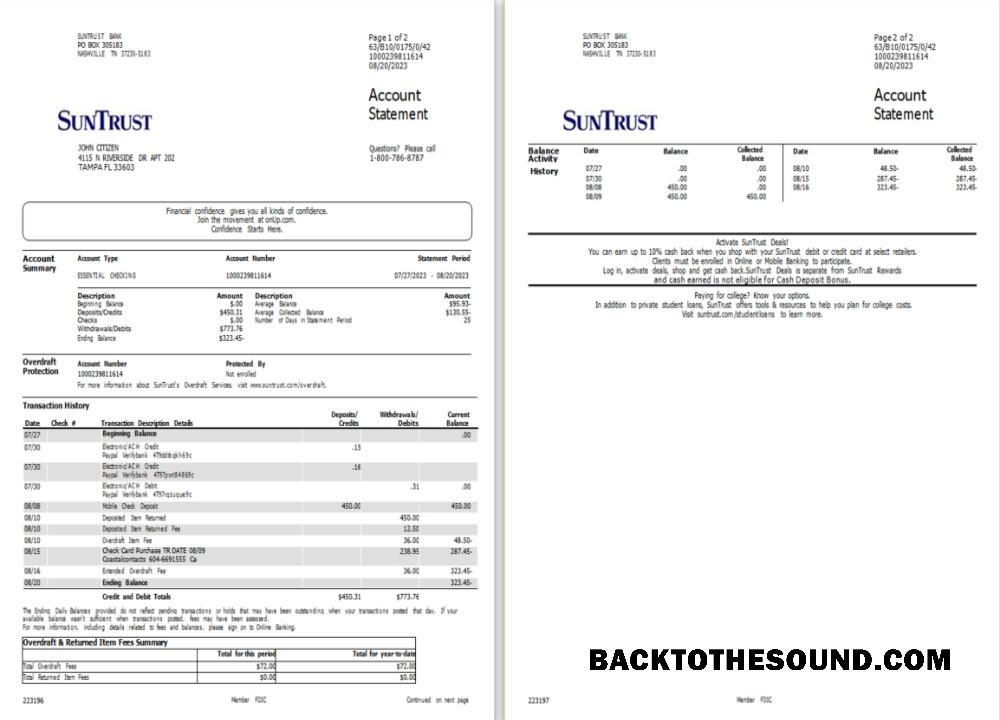 SUNTRUST BANK
PO BOX 305183
NASHVILLE TN 37230-5183
Page 1 of 2
63/B10/0175/0/42
1000239811614
08/20/2023
Account
Statement
SUNTRUST
JOHN CITIZEN
4115 N RIVERSIDE DR APT 202
TAMPA FL 33603
Questions? Please call
1-800-786-8787
Financial confidence gives you all kinds of confidence.
Join the movement at onUp.com.
Confidence Starts Here.
Account Summary
Account Type Account Number Statement Period
ESSENTIAL CHECKING 1000239811614 07/27/2023 - 08/20/2023
Description Amount Description Amount
Beginning Balance $.00 Average Balance $95.93-
Deposits/Credits $450.31 Average Collected Balance $130.55-
Checks $.00 Number of Days in Statement Period 25
Withdrawals/Debits $773.76
Ending Balance $323.45-
Overdraft Protection
Account Number Protected By
1000239811614 Not enrolled
For more information about SunTrust's Overdraft Services, visit www.suntrust.com/overdraft.
Transaction History
Date Check # Transaction Description Details Deposits/ Credits Withdrawals/ Debits Current Balance
07/27 Beginning Balance .00
07/30 Electronic/ACH Credit .15
Paypal Verifybank
07/30 Electronic/ACH Credit .16
Paypal Verifybank
07/30 Electronic/ACH Debit .31 .00
Paypal Verifybank
08/08 Mobile Check Deposit 450.00 450.00
08/10 Deposited Item Returned 450.00
08/10 Deposited Item Returned Fee 12.50
08/10 Overdraft Item Fee 36.00 48.50-
08/15 Check Card Purchase TR DATE 08/09 238.95 287.45-
Coastalcontacts 604-6691555 Ca
08/16 Extended Overdraft Fee 36.00 323.45-
08/20 Ending Balance 323.45-
Credit and Debit Totals $450.31 $773.76
The Ending Daily Balances provided do not reflect pending transactions or holds that may have been outstanding when your transactions posted that day. If your
available balance wasn't sufficient when transactions posted, fees may have been assessed.
For more information, including details related to fees and balances, please sign on to Online Banking.
Overdraft & Returned Item Fees Summary
Total for this period Total for year-to-date
Total Overdraft Fees $72.00 $72.00
Total Returned Item Fees $0.00 $0.00
223196 Member FDIC Continued on next page
SUNTRUST BANK
PO BOX 305183
NASHVILLE TN 37230-5183
Page 2 of 2
63/B10/0175/0/42
1000239811614
08/20/2023
Account
Statement
SUNTRUST
Balance Activity History
Date Balance Collected Balance Date Balance Collected Balance
07/27 .00 .00 08/10 48.50- 48.50-
07/30 .00 .00 08/15 287.45- 287.45-
08/08 450.00 .00 08/16 323.45- 323.45-
08/09 450.00 450.00
Activate SunTrust Deals!
You can earn up to 10% cash back when you shop with your SunTrust debit or credit card at select retailers.
Clients must be enrolled in Online or Mobile Banking to participate.
Log in, activate deals, shop and get cash back.SunTrust Deals is separate from SunTrust Rewards
and cash earned is not eligible for Cash Deposit Bonus.
Paying for college? Know your options.
In addition to private student loans, SunTrust offers tools & resources to help you plan for college costs.
Visit suntrust.com/studentloans to learn more.
BACKTOTHESOUND.COM
223197 Member FDIC